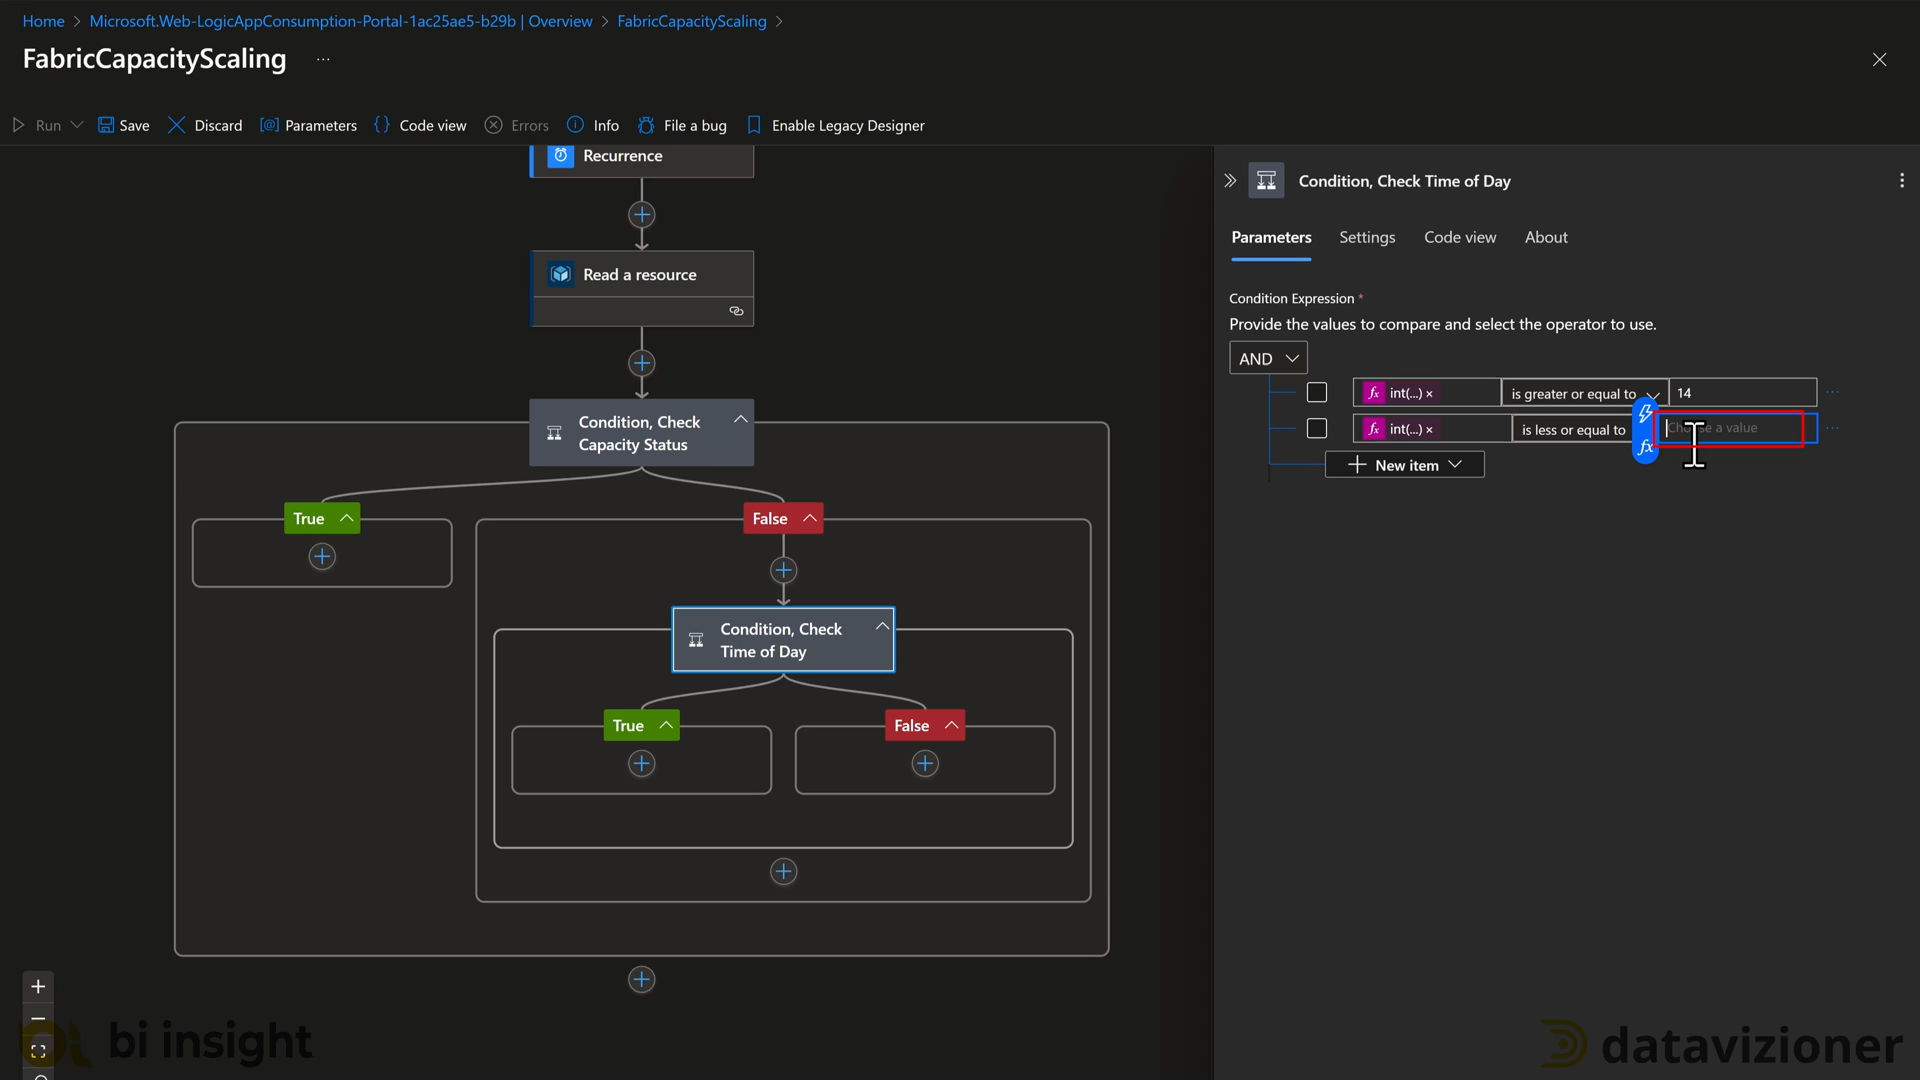 Home > Microsoft.Web-LogicAppConsumption-Portal-1ac25ae5-b29b | Overview > FabricCapacityScaling >
FabricCapacityScaling ...
Run Save Discard Parameters Code view Errors Info File a bug Enable Legacy Designer
Recurrence
Read a resource
Condition, Check
Capacity Status
True
False
Condition, Check
Time of Day
True
False
Condition, Check Time of Day
Parameters Settings Code view About
Condition Expression *
Provide the values to compare and select the operator to use.
AND
int(...) × is greater or equal to 14
int(...) × is less or equal to Choose a value
New item
bi insight
datavizioner